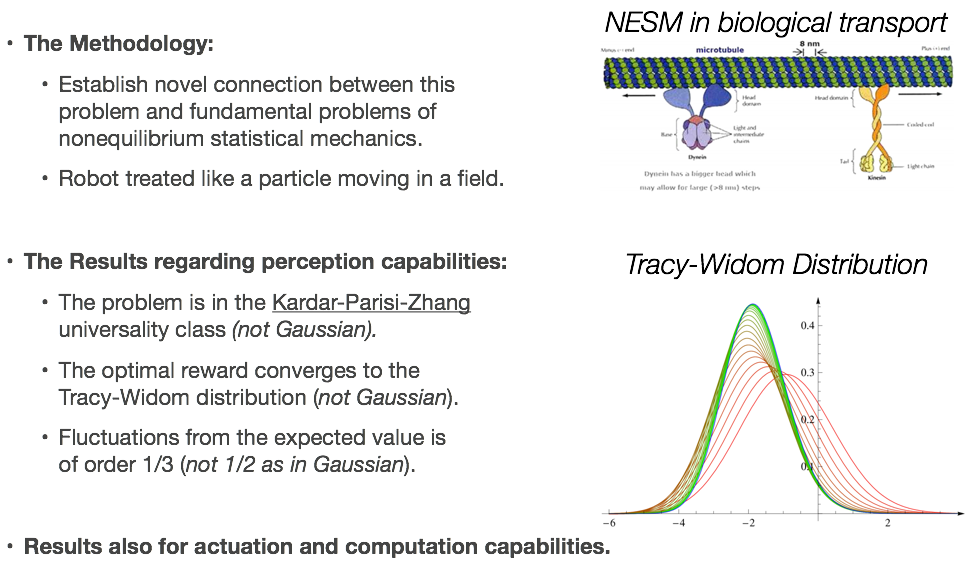 • The Methodology:
• Establish novel connection between this
problem and fundamental problems of
nonequilibrium statistical mechanics.
• Robot treated like a particle moving in a field.
• The Results regarding perception capabilities:
• The problem is in the Kardar-Parisi-Zhang
universality class (not Gaussian).
• The optimal reward converges to the
Tracy-Widom distribution (not Gaussian).
• Fluctuations from the expected value is
of order 1/3 (not 1/2 as in Gaussian).
• Results also for actuation and computation capabilities.
NESM in biological transport
Minus end
microtubule
8 nm
Plus end
Head
domain
Head domain
Base
Light and
intermediate
chains
Dynein
Coiled-coil
Tail
Light chain
Kinesin
Dynein has a bigger head which
may allow for large (>8 nm) steps
Tracy-Widom Distribution
0.4
0.3
0.2
0.1
−6
−4
−2
2